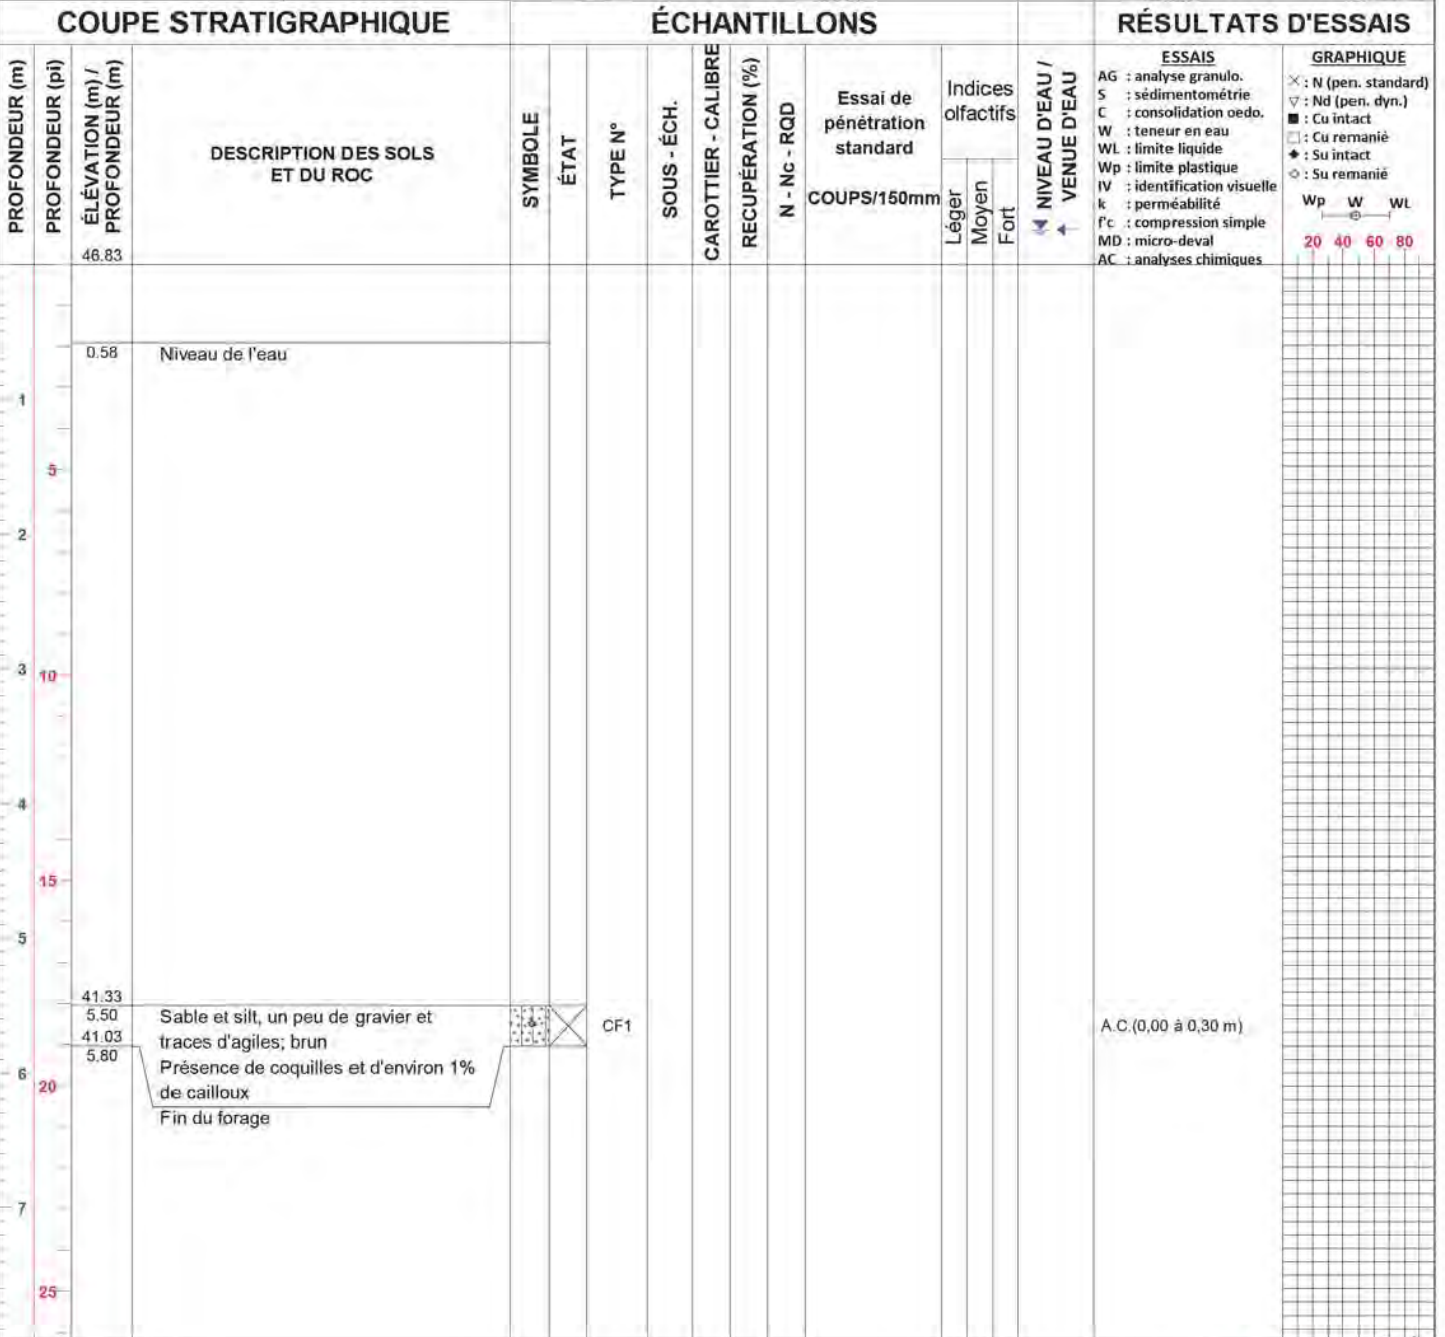 COUPE STRATIGRAPHIQUE
ÉCHANTILLONS
RÉSULTATS D'ESSAIS
PROFONDEUR (m)
PROFONDEUR (pi)
ÉLÉVATION (m) /
PROFONDEUR (m)
46.83
DESCRIPTION DES SOLS
ET DU ROC
SYMBOLE
ÉTAT
TYPE N°
SOUS - ÉCH.
CAROTTIER - CALIBRE
RECUPÉRATION (%)
N - Nc - RQD
Essai de
pénétration
standard
COUPS/150mm
Indices
olfactifs
Léger
Moyen
Fort
NIVEAU D'EAU /
VENUE D'EAU
ESSAIS
AG : analyse granulo.
S : sédimentométrie
C : consolidation oedo.
W : teneur en eau
WL : limite liquide
Wp : limite plastique
IV : identification visuelle
k : perméabilité
f'c : compression simple
MD : micro-deval
AC : analyses chimiques
GRAPHIQUE
× : N (pen. standard)
▽ : Nd (pen. dyn.)
■ : Cu intact
□ : Cu remanié
◆ : Su intact
◇ : Su remanié
Wp W WL
20 40 60 80
0.58 Niveau de l'eau
1
5
2
3
10
4
15
5
41.33
5.50 Sable et silt, un peu de gravier et
41.03 traces d'agiles; brun
5.80
Présence de coquilles et d'environ 1%
de cailloux
CF1
A.C.(0,00 à 0,30 m)
6
20
Fin du forage
7
25